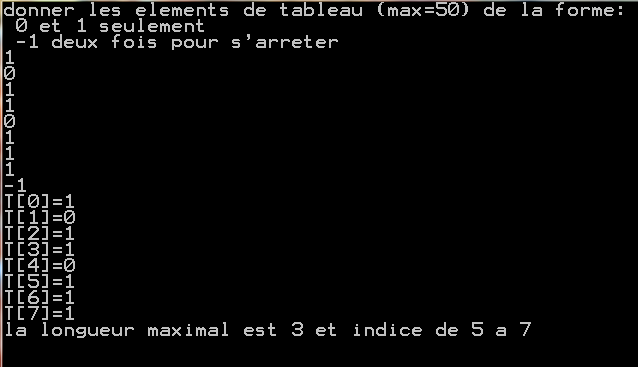 donner les elements de tableau (max=50) de la forme:
0 et 1 seulement
-1 deux fois pour s'arreter
1
0
1
1
0
1
1
1
-1
T[0]=1
T[1]=0
T[2]=1
T[3]=1
T[4]=0
T[5]=1
T[6]=1
T[7]=1
la longueur maximal est 3 et indice de 5 a 7